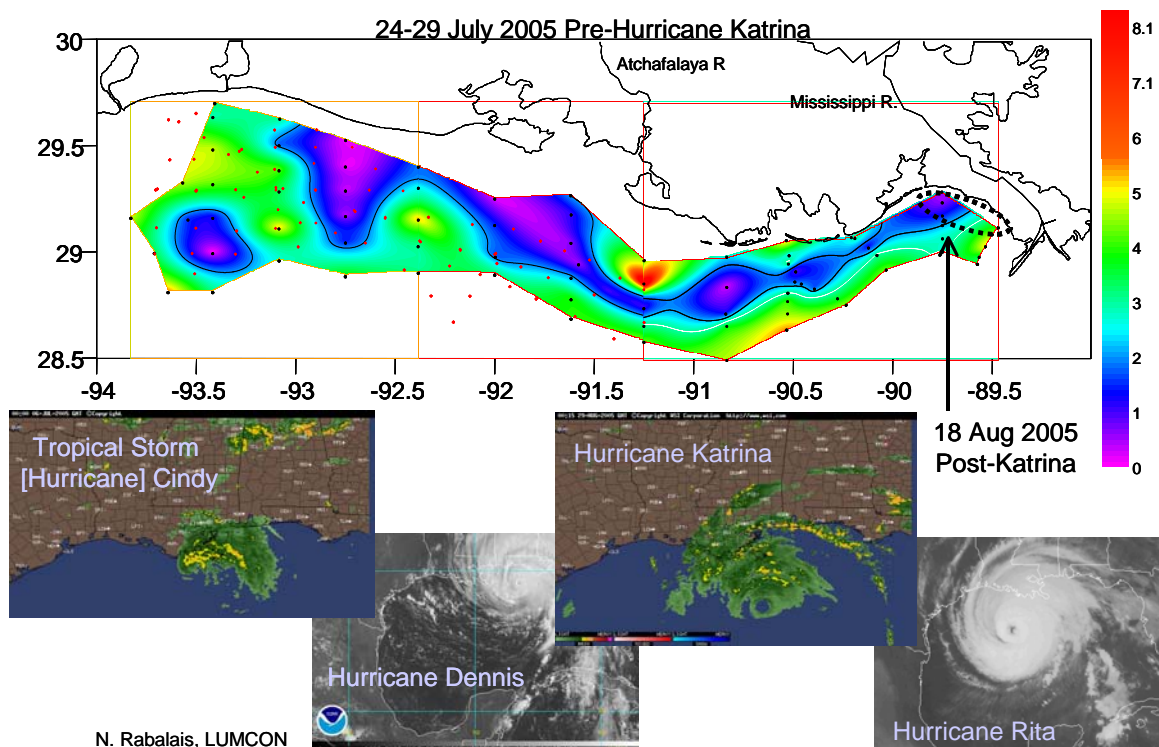 24-29 July 2005 Pre-Hurricane Katrina
8.1
7.1
6
5
4
3
2
1
0
30
29.5
29
28.5
-94
-93.5
-93
-92.5
-92
-91.5
-91
-90.5
-90
-89.5
Atchafalaya R
Mississippi R.
18 Aug 2005
Post-Katrina
Tropical Storm
[Hurricane] Cindy
Hurricane Katrina
Hurricane Dennis
Hurricane Rita
N. Rabalais, LUMCON